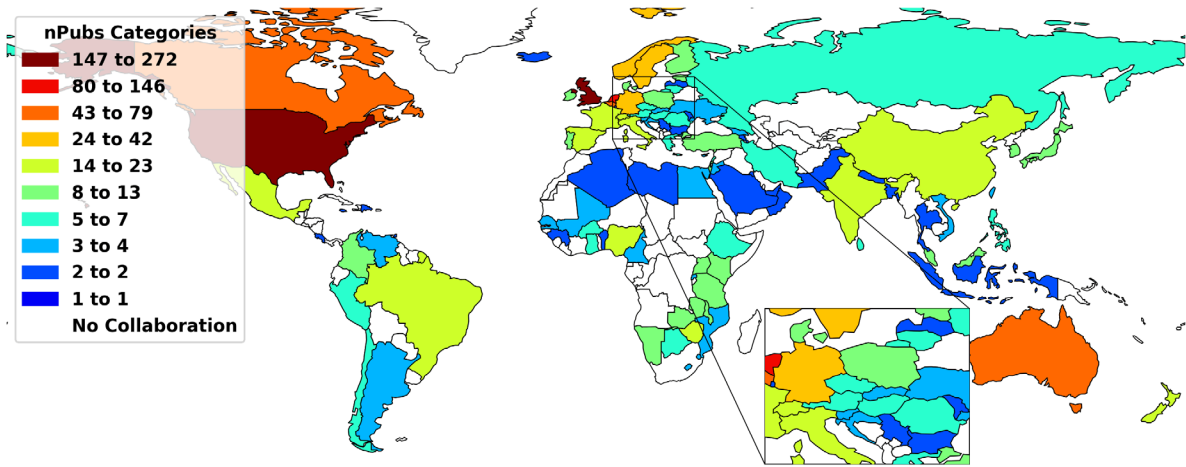 nPubs Categories
147 to 272
80 to 146
43 to 79
24 to 42
14 to 23
8 to 13
5 to 7
3 to 4
2 to 2
1 to 1
No Collaboration